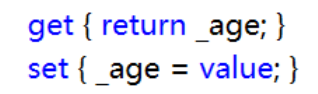 get { return _age; }
set { _age = value; }